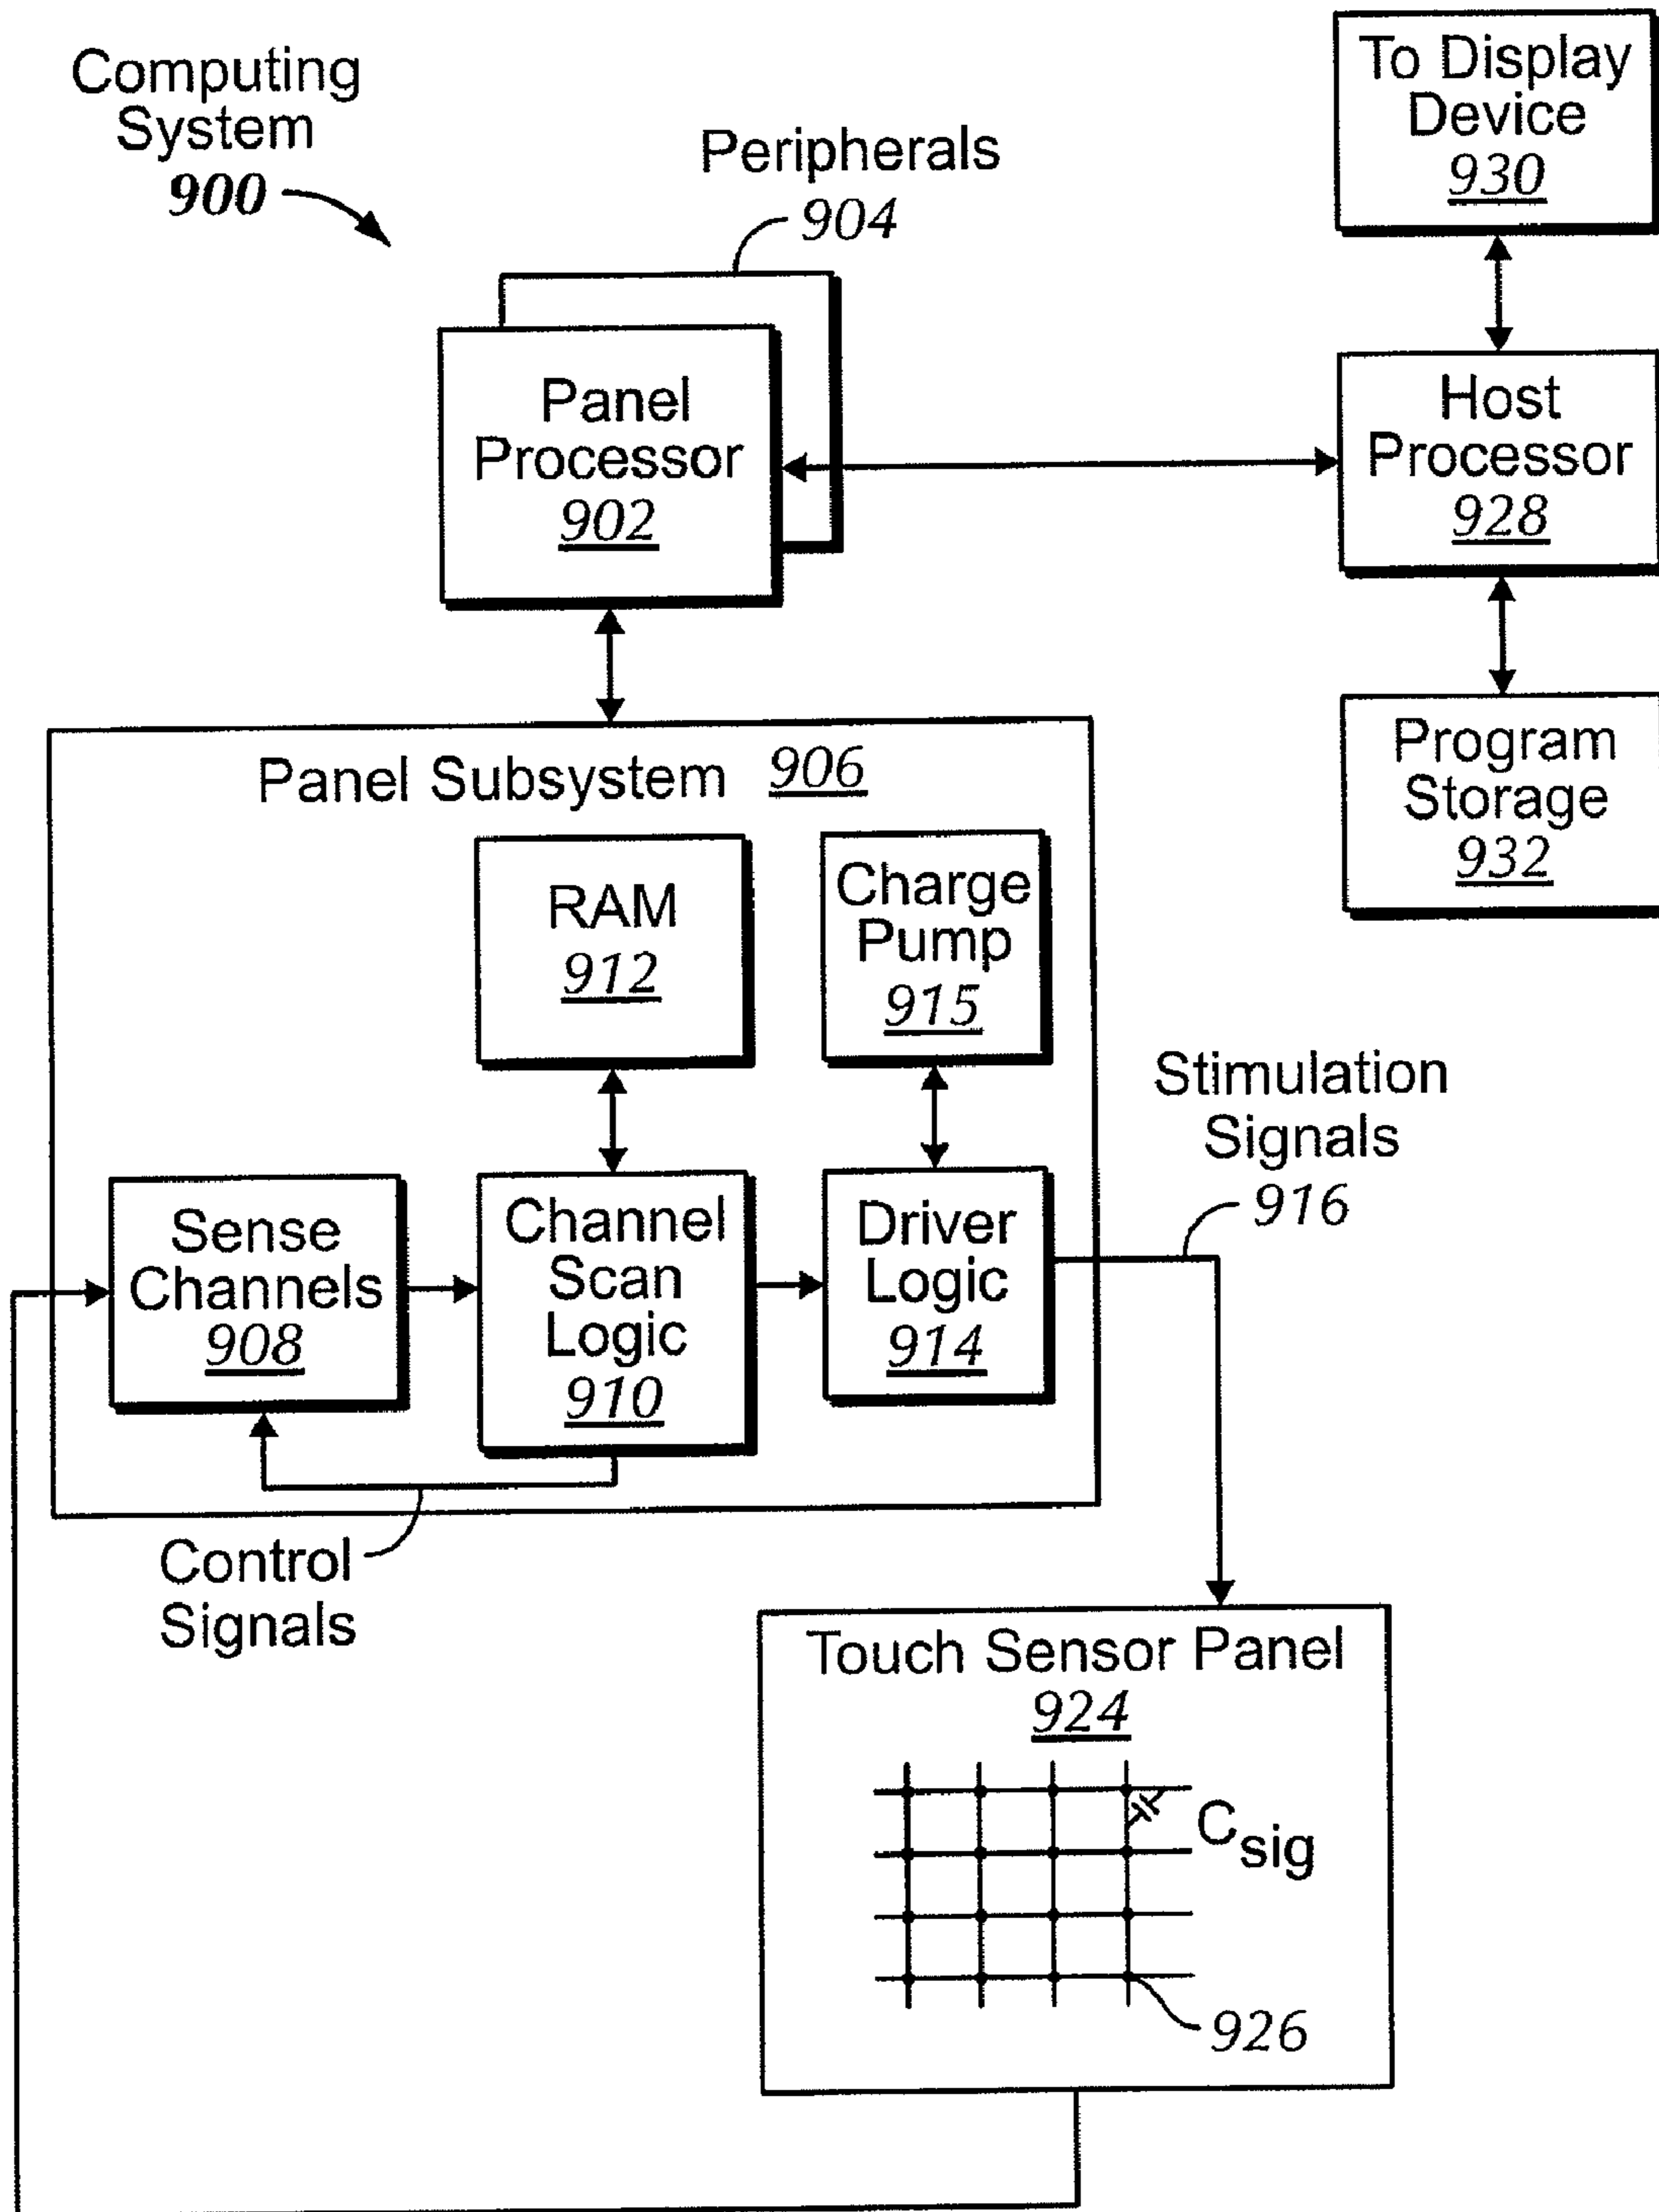 Computing
System
900
Peripherals
904
To Display
Device
930
Panel
Processor
902
Host
Processor
928
Program
Storage
932
Panel Subsystem 906
RAM
912
Charge
Pump
915
Stimulation
Signals
916
Sense
Channels
908
Channel
Scan
Logic
910
Driver
Logic
914
Control
Signals
Touch Sensor Panel
924
Csig
926